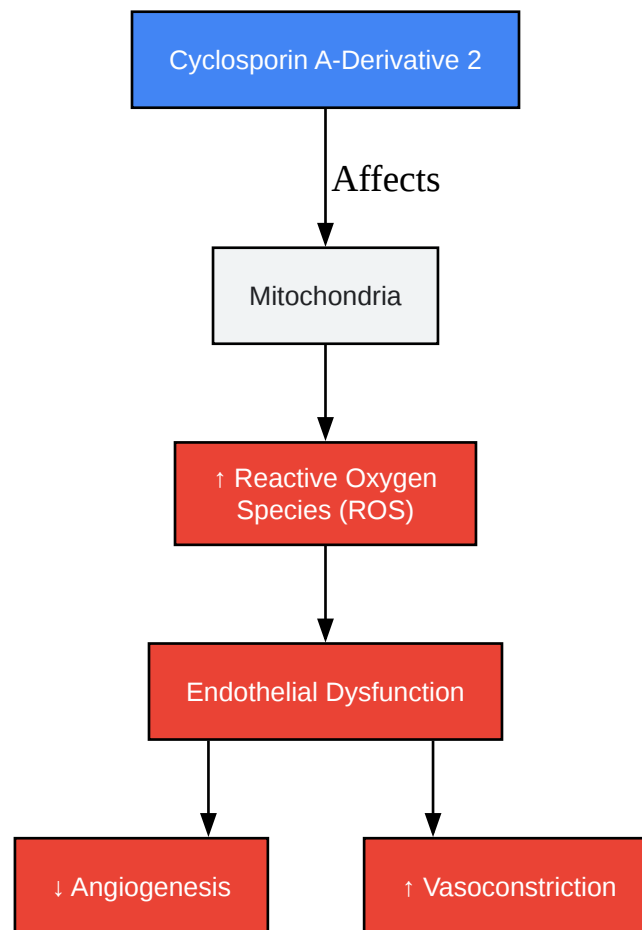 Cyclosporin A-Derivative 2
Affects
Mitochondria
↑ Reactive Oxygen
Species (ROS)
Endothelial Dysfunction
↓ Angiogenesis
↑ Vasoconstriction